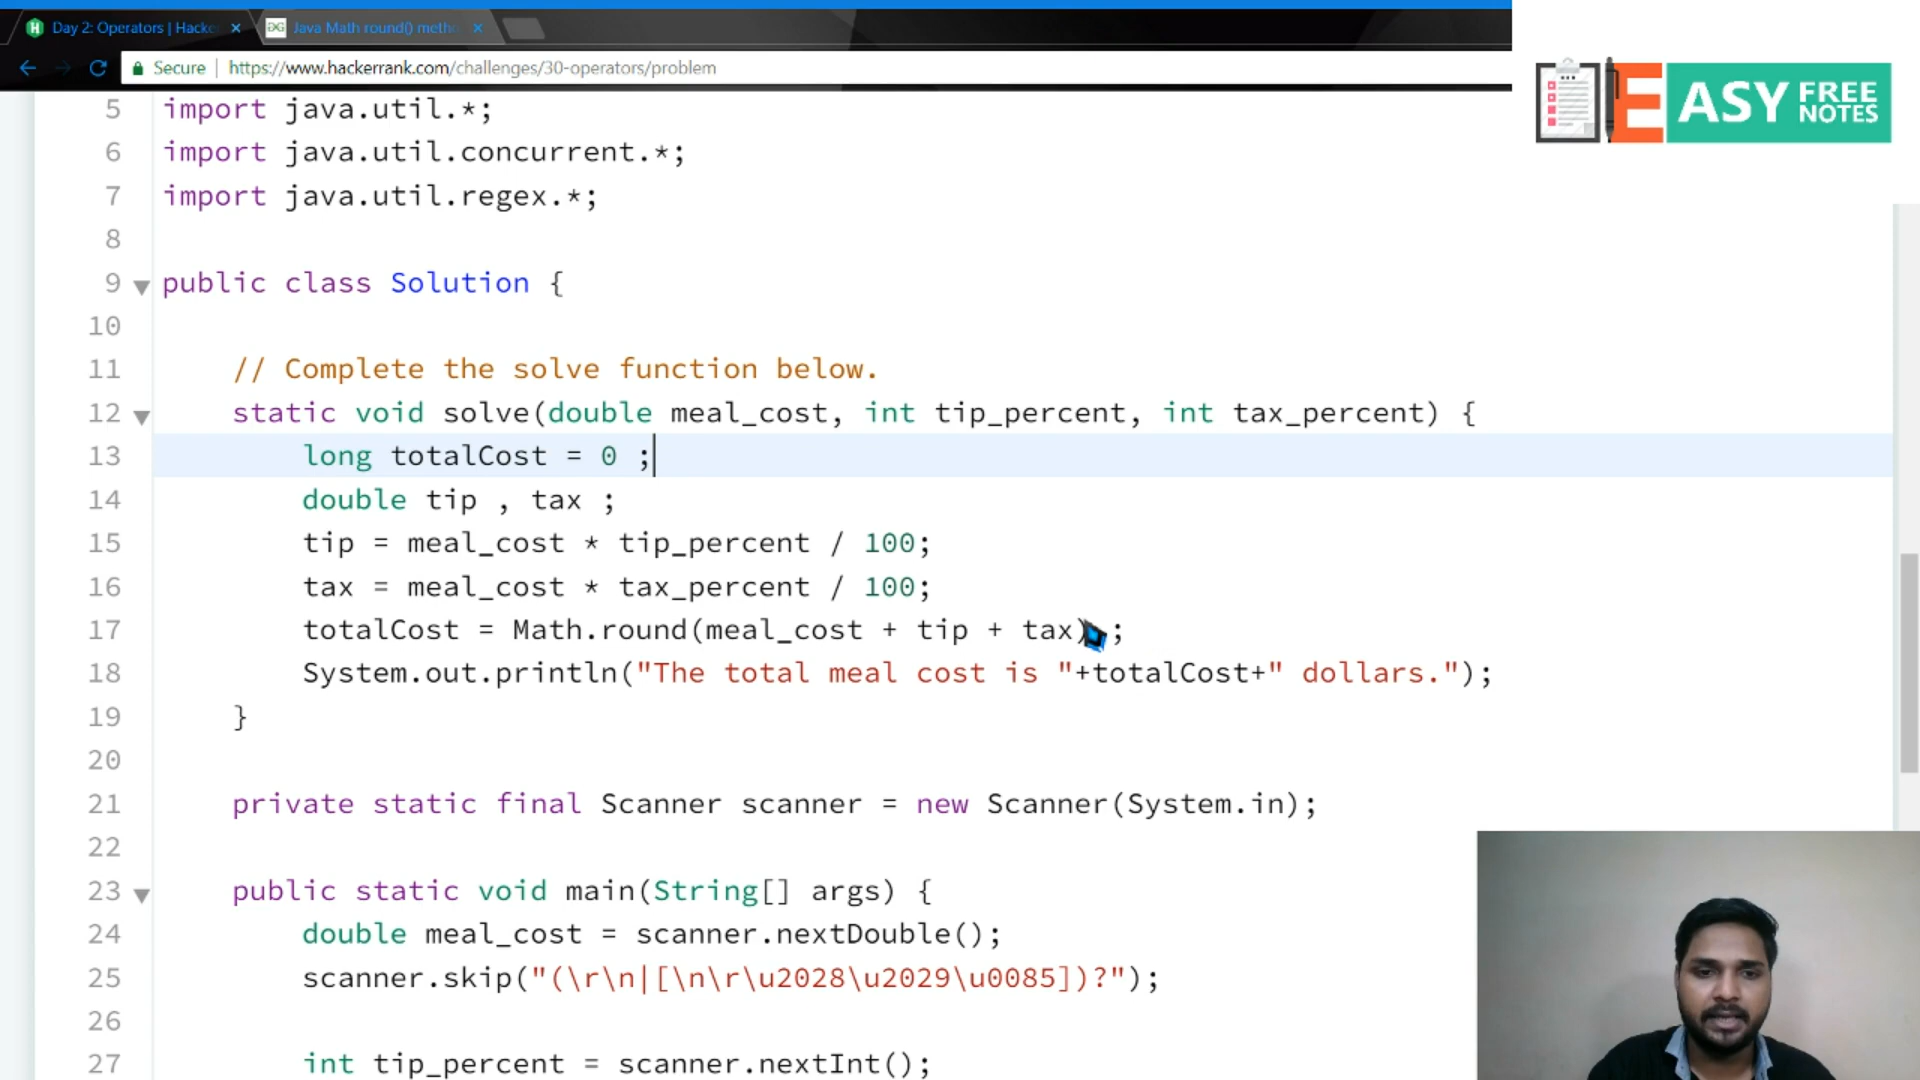 Day 2: Operators | Hacke
Java Math round() meth
Secure
https://www.hackerrank.com/challenges/30-operators/problem
EASY FREE NOTES
5 import java.util.*;
6 import java.util.concurrent.*;
7 import java.util.regex.*;
8
9 public class Solution {
10
11 // Complete the solve function below.
12 static void solve(double meal_cost, int tip_percent, int tax_percent) {
13 long totalCost = 0 ;
14 double tip , tax ;
15 tip = meal_cost * tip_percent / 100;
16 tax = meal_cost * tax_percent / 100;
17 totalCost = Math.round(meal_cost + tip + tax) ;
18 System.out.println("The total meal cost is "+totalCost+" dollars.");
19 }
20
21 private static final Scanner scanner = new Scanner(System.in);
22
23 public static void main(String[] args) {
24 double meal_cost = scanner.nextDouble();
25 scanner.skip("(\r\n|[\n\r\u2028\u2029\u0085])?");
26
27 int tip_percent = scanner.nextInt();